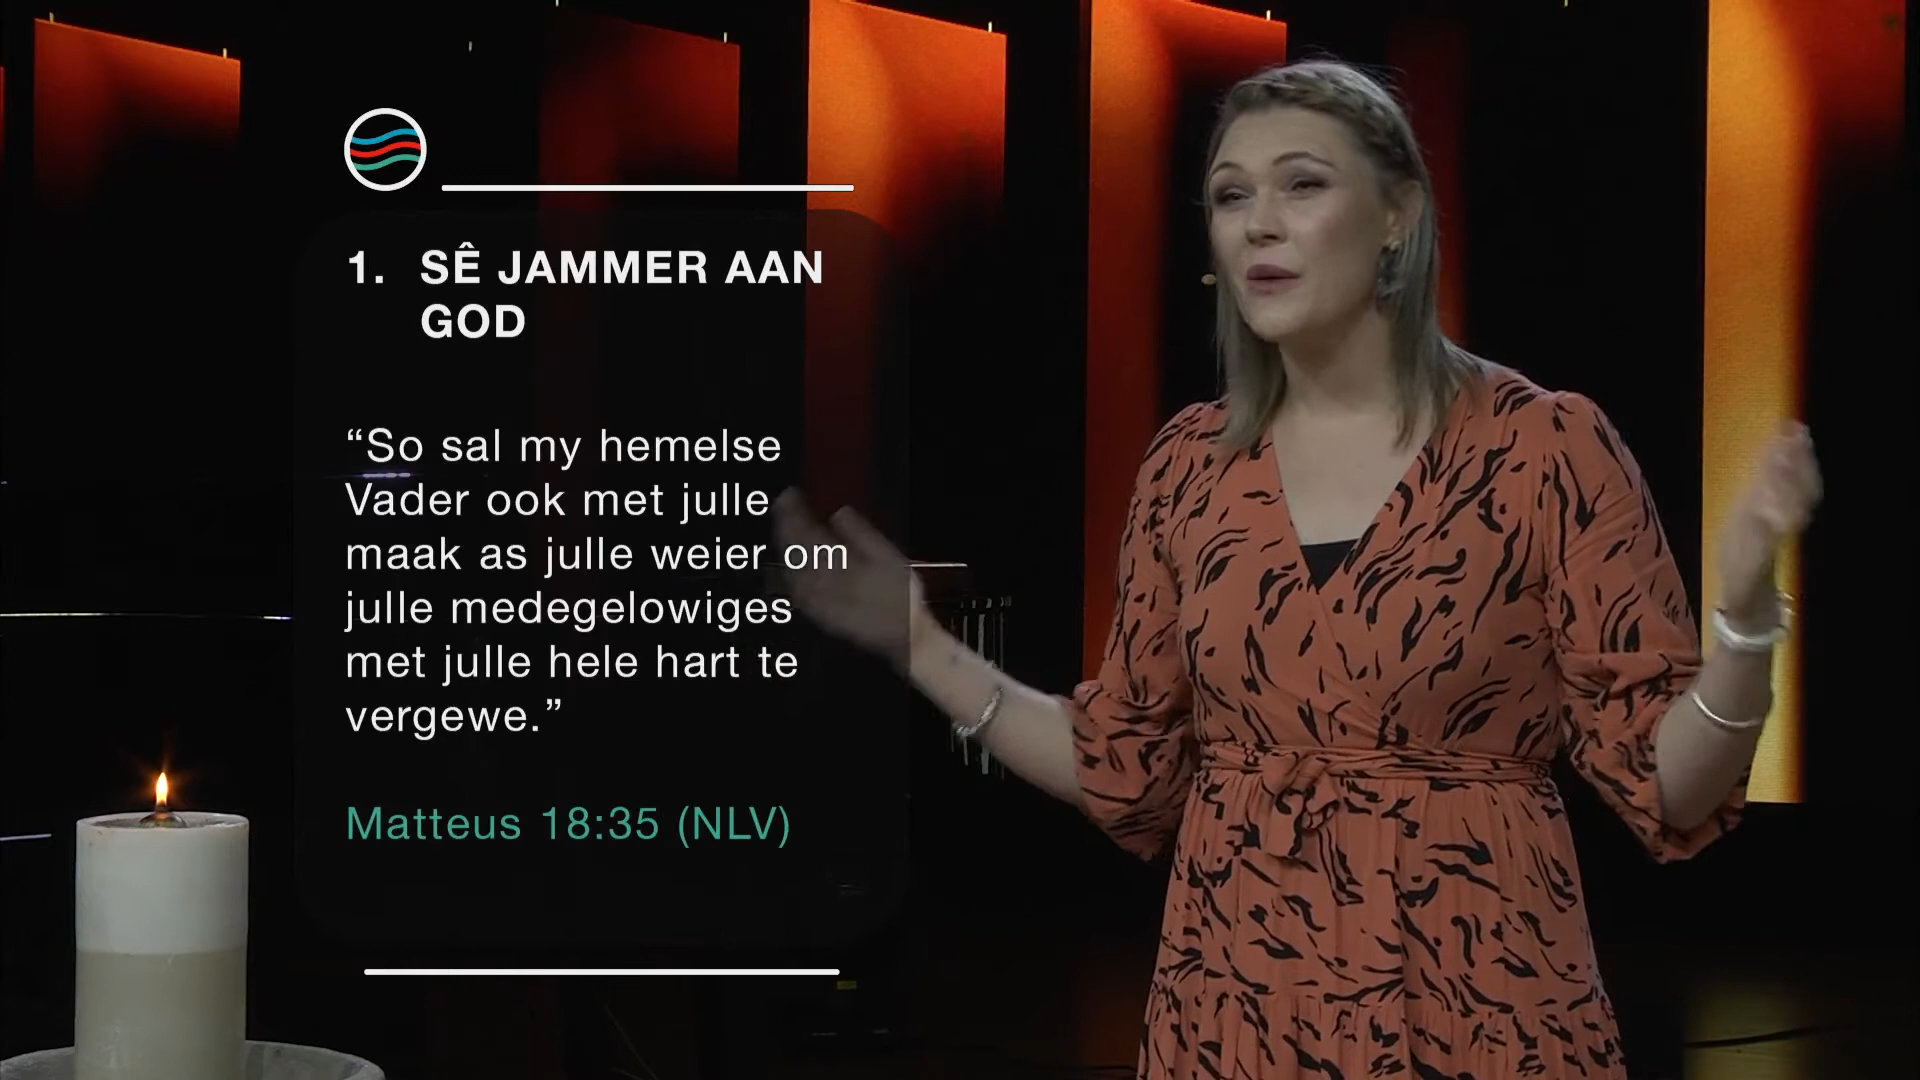 1. SÊ JAMMER AAN
GOD
“So sal my hemelse
Vader ook met julle
maak as julle weier om
julle medegelowiges
met julle hele hart te
vergewe.”
Matteus 18:35 (NLV)